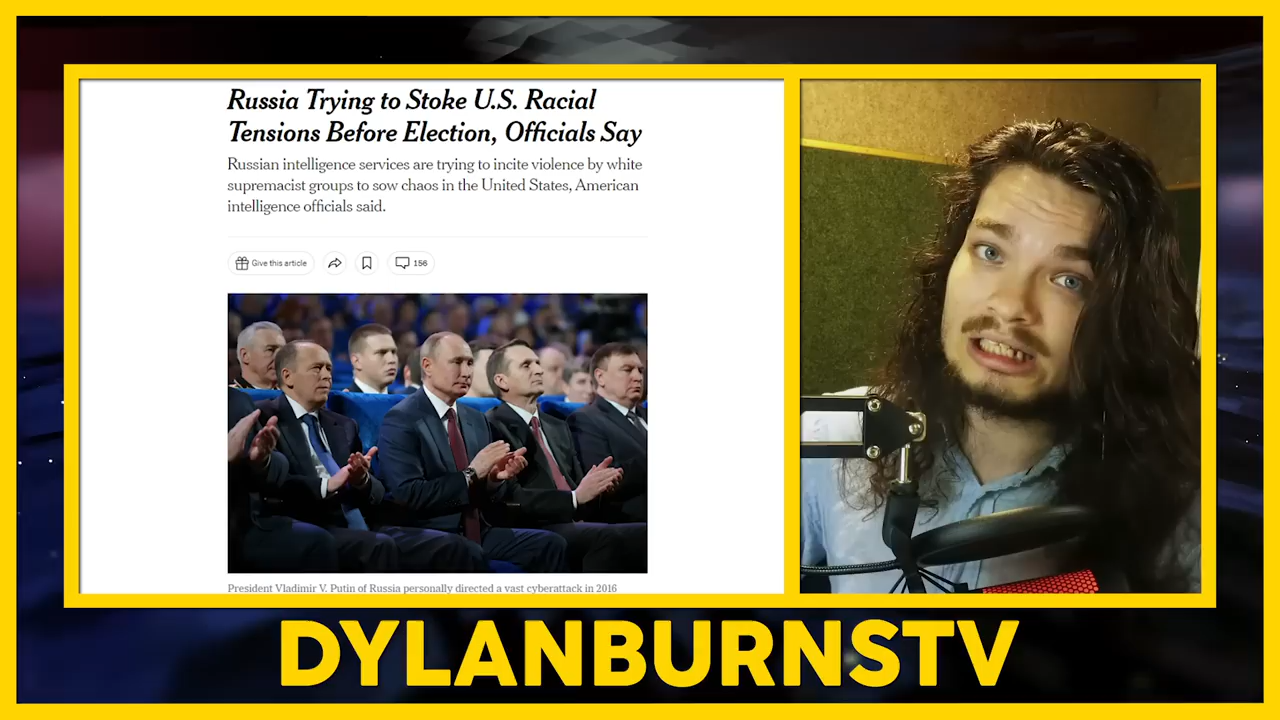 Russia Trying to Stoke U.S. Racial
Tensions Before Election, Officials Say
Russian intelligence services are trying to incite violence by white
supremacist groups to sow chaos in the United States, American
intelligence officials said.
Give this article
156
President Vladimir V. Putin of Russia personally directed a vast cyberattack in 2016
DYLANBURNSTV